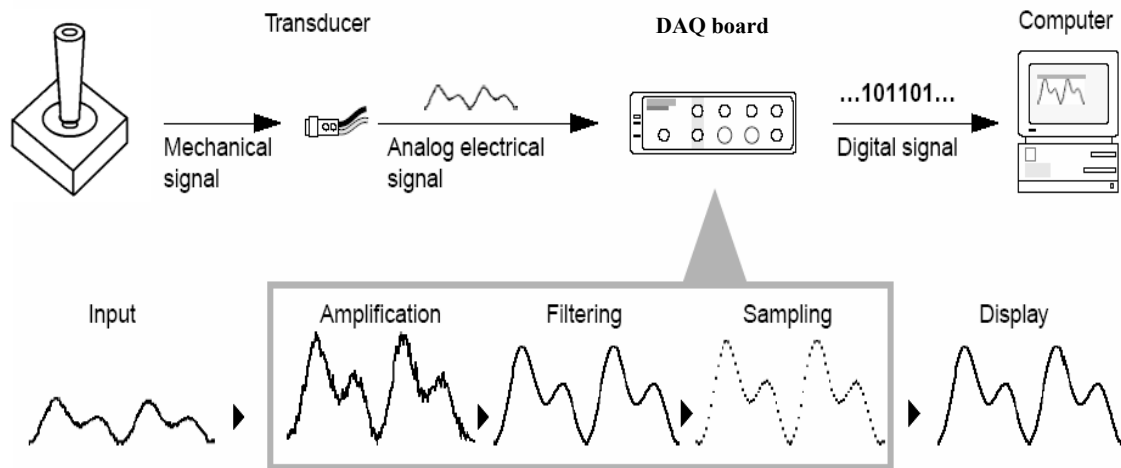 Transducer
DAQ board
Computer
...101101...
Mechanical
signal
Analog electrical
signal
Digital signal
Input
Amplification
Filtering
Sampling
Display